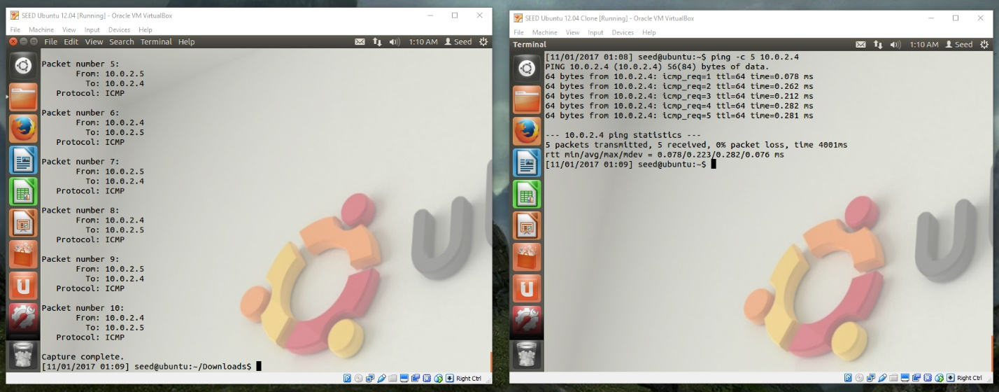 SEED Ubuntu 12.04 [Running] - Oracle VM VirtualBox
File Machine View Input Devices Help
File Edit View Search Terminal Help 1:10 AM Seed
Packet number 5:
From: 10.0.2.5
To: 10.0.2.4
Protocol: ICMP
Packet number 6:
From: 10.0.2.4
To: 10.0.2.5
Protocol: ICMP
Packet number 7:
From: 10.0.2.5
To: 10.0.2.4
Protocol: ICMP
Packet number 8:
From: 10.0.2.4
To: 10.0.2.5
Protocol: ICMP
Packet number 9:
From: 10.0.2.5
To: 10.0.2.4
Protocol: ICMP
Packet number 10:
From: 10.0.2.4
To: 10.0.2.5
Protocol: ICMP
Capture complete.
[11/01/2017 01:09] seed@ubuntu:~/Downloads$
Right Ctrl
SEED Ubuntu 12.04 Clone [Running] - Oracle VM VirtualBox
File Machine View Input Devices Help
Terminal 1:10 AM Seed
[11/01/2017 01:08] seed@ubuntu:~$ ping -c 5 10.0.2.4
PING 10.0.2.4 (10.0.2.4) 56(84) bytes of data.
64 bytes from 10.0.2.4: icmp_req=1 ttl=64 time=0.078 ms
64 bytes from 10.0.2.4: icmp_req=2 ttl=64 time=0.262 ms
64 bytes from 10.0.2.4: icmp_req=3 ttl=64 time=0.212 ms
64 bytes from 10.0.2.4: icmp_req=4 ttl=64 time=0.282 ms
64 bytes from 10.0.2.4: icmp_req=5 ttl=64 time=0.281 ms
--- 10.0.2.4 ping statistics ---
5 packets transmitted, 5 received, 0% packet loss, time 4001ms
rtt min/avg/max/mdev = 0.078/0.223/0.282/0.076 ms
[11/01/2017 01:09] seed@ubuntu:~$
Right Ctrl